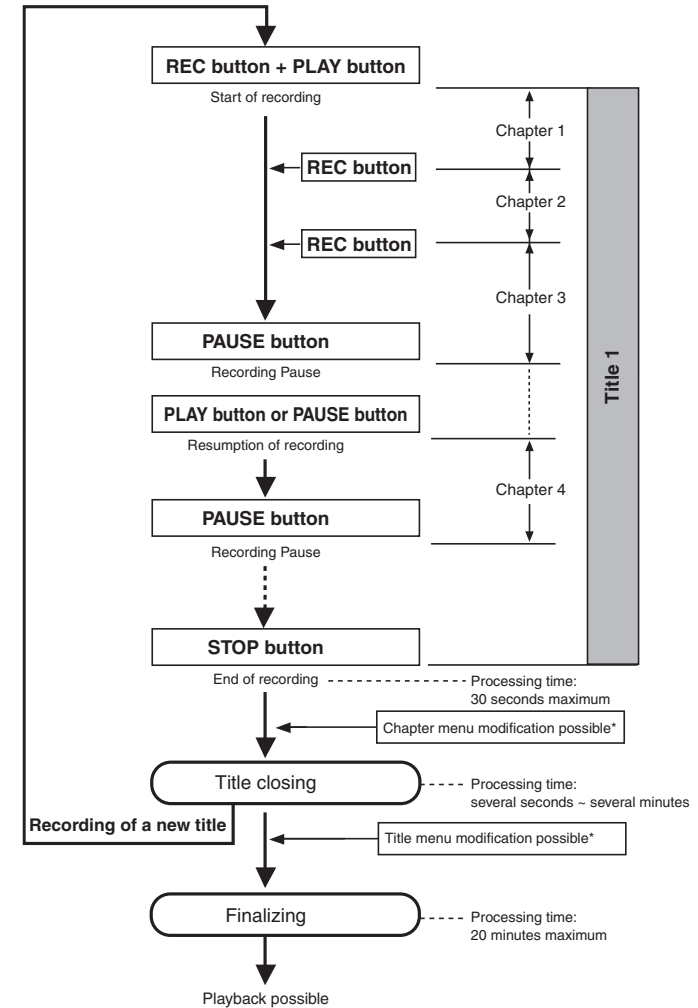 REC button + PLAY button
Start of recording
Chapter 1
REC button
Chapter 2
REC button
Chapter 3
PAUSE button
Recording Pause
Title 1
PLAY button or PAUSE button
Resumption of recording
Chapter 4
PAUSE button
Recording Pause
STOP button
End of recording
Processing time:
30 seconds maximum
Chapter menu modification possible*
Title closing
Processing time:
several seconds ~ several minutes
Recording of a new title
Title menu modification possible*
Finalizing
Processing time:
20 minutes maximum
Playback possible